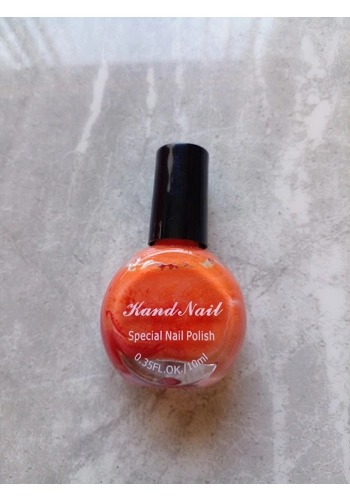 Kand Nail
Special Nail Polish
0.35FL.OK/10ml